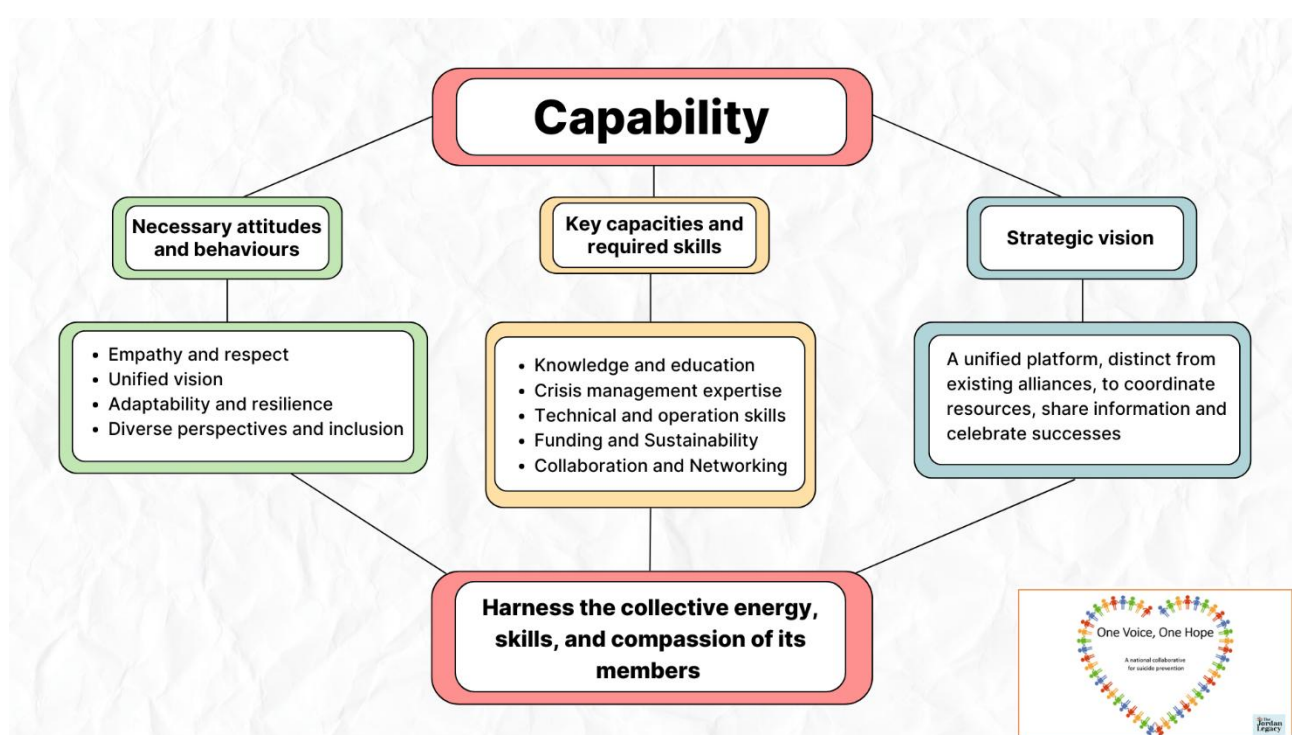 Capability
Necessary attitudes
and behaviours
Key capacities and
required skills
Strategic vision
• Empathy and respect
• Unified vision
• Adaptability and resilience
• Diverse perspectives and inclusion
• Knowledge and education
• Crisis management expertise
• Technical and operation skills
• Funding and Sustainability
• Collaboration and Networking
A unified platform, distinct from
existing alliances, to coordinate
resources, share information and
celebrate successes
Harness the collective energy,
skills, and compassion of its
members
One Voice, One Hope
A national collaborative
for suicide prevention
The
Jordan
Legacy